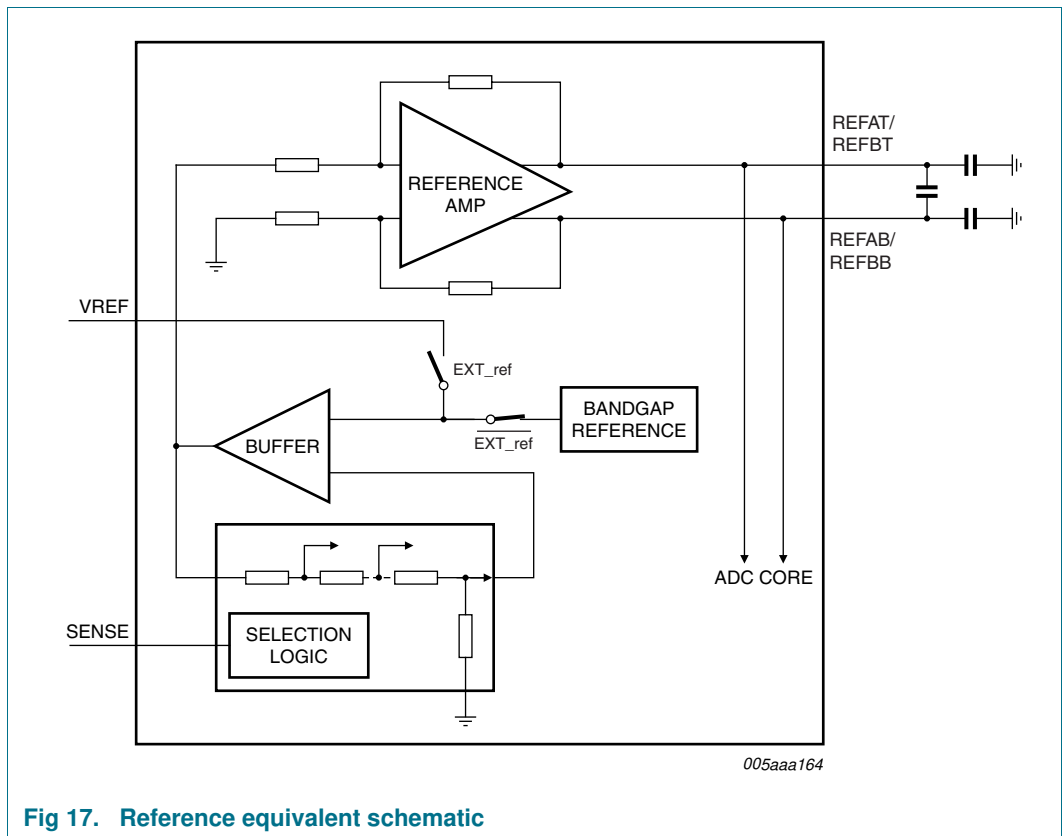 REFAT/
REFBT
REFERENCE
AMP
REFAB/
REFBB
VREF
EXT_ref
BANDGAP
REFERENCE
EXT_ref
BUFFER
ADC CORE
SENSE
SELECTION
LOGIC
005aaa164
Fig 17. Reference equivalent schematic